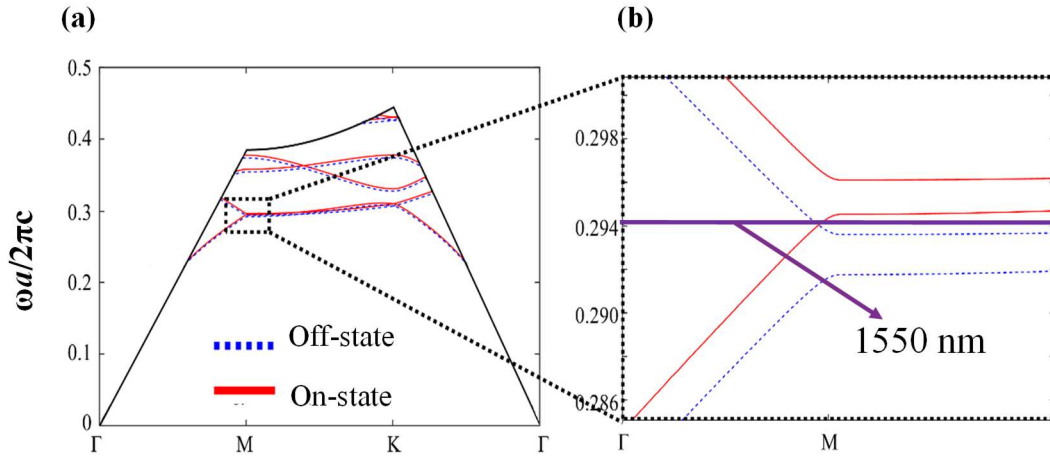 (a)
(b)
ωa/2πc
0.5
0.4
0.3
0.2
0.1
0
Off-state
On-state
Γ
M
K
Γ
0.298
0.294
0.290
0.286
1550 nm
Γ
M